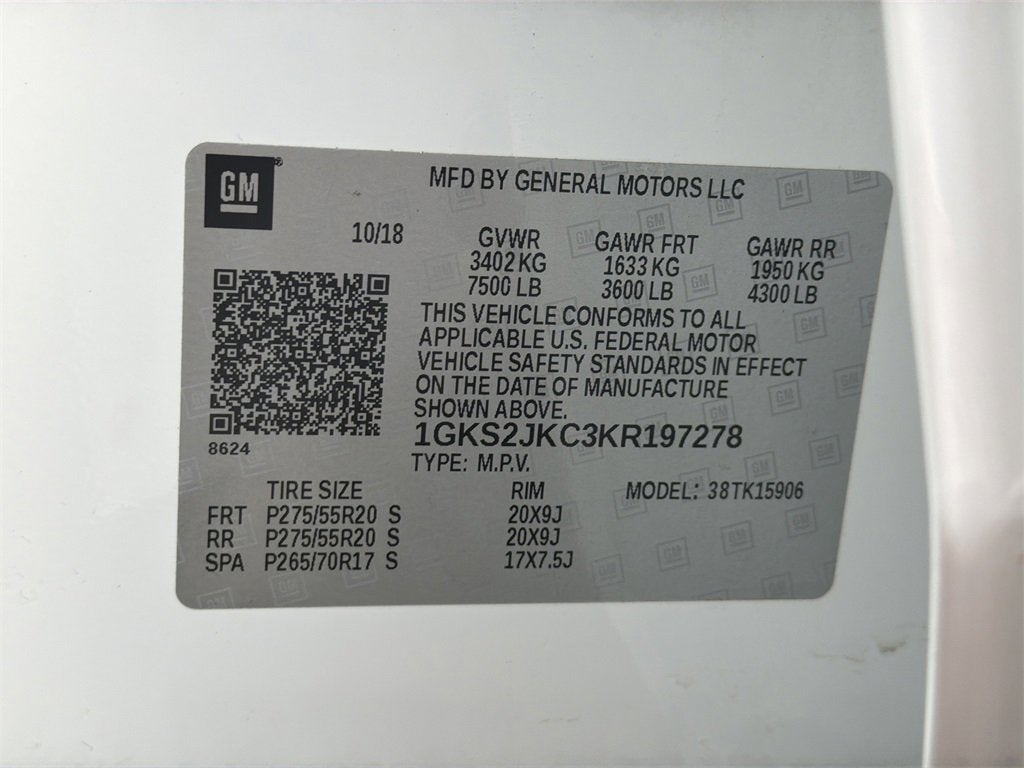 GM
MFD BY GENERAL MOTORS LLC
10/18
GVWR GAWR FRT GAWR RR
3402 KG 1633 KG 1950 KG
7500 LB 3600 LB 4300 LB
THIS VEHICLE CONFORMS TO ALL
APPLICABLE U.S. FEDERAL MOTOR
VEHICLE SAFETY STANDARDS IN EFFECT
ON THE DATE OF MANUFACTURE
SHOWN ABOVE.
8624
1GKS2JKC3KR197278
TYPE: M.P.V.
TIRE SIZE RIM MODEL: 38TK15906
FRT P275/55R20 S 20X9J
RR P275/55R20 S 20X9J
SPA P265/70R17 S 17X7.5J